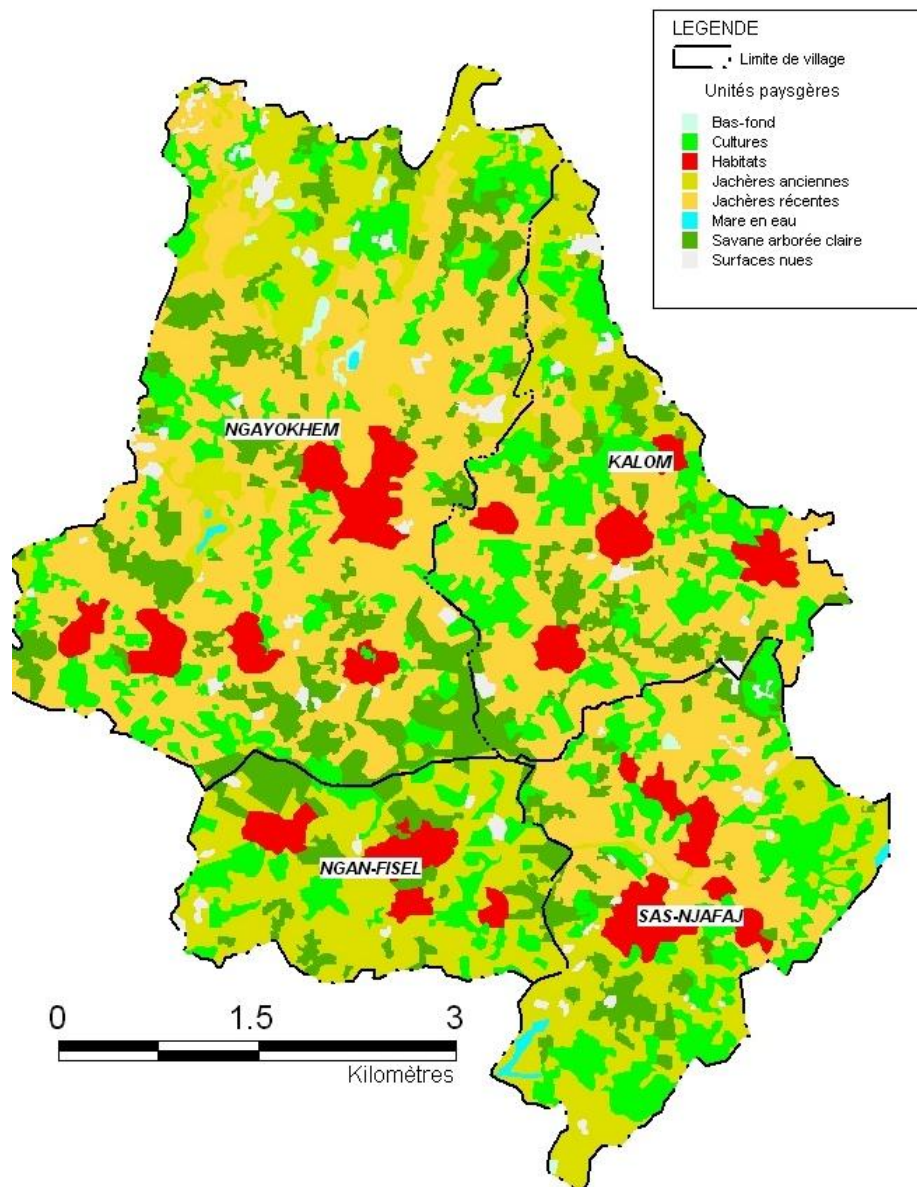 LEGENDE
Limite de village
Unités paysgères
Bas-fond
Cultures
Habitats
Jachères anciennes
Jachères récentes
Mare en eau
Savane arborée claire
Surfaces nues
NGAYOKHEM
KALOM
NGAN-FISEL
SAS-NJAFAJ
0 1.5 3
Kilomètres